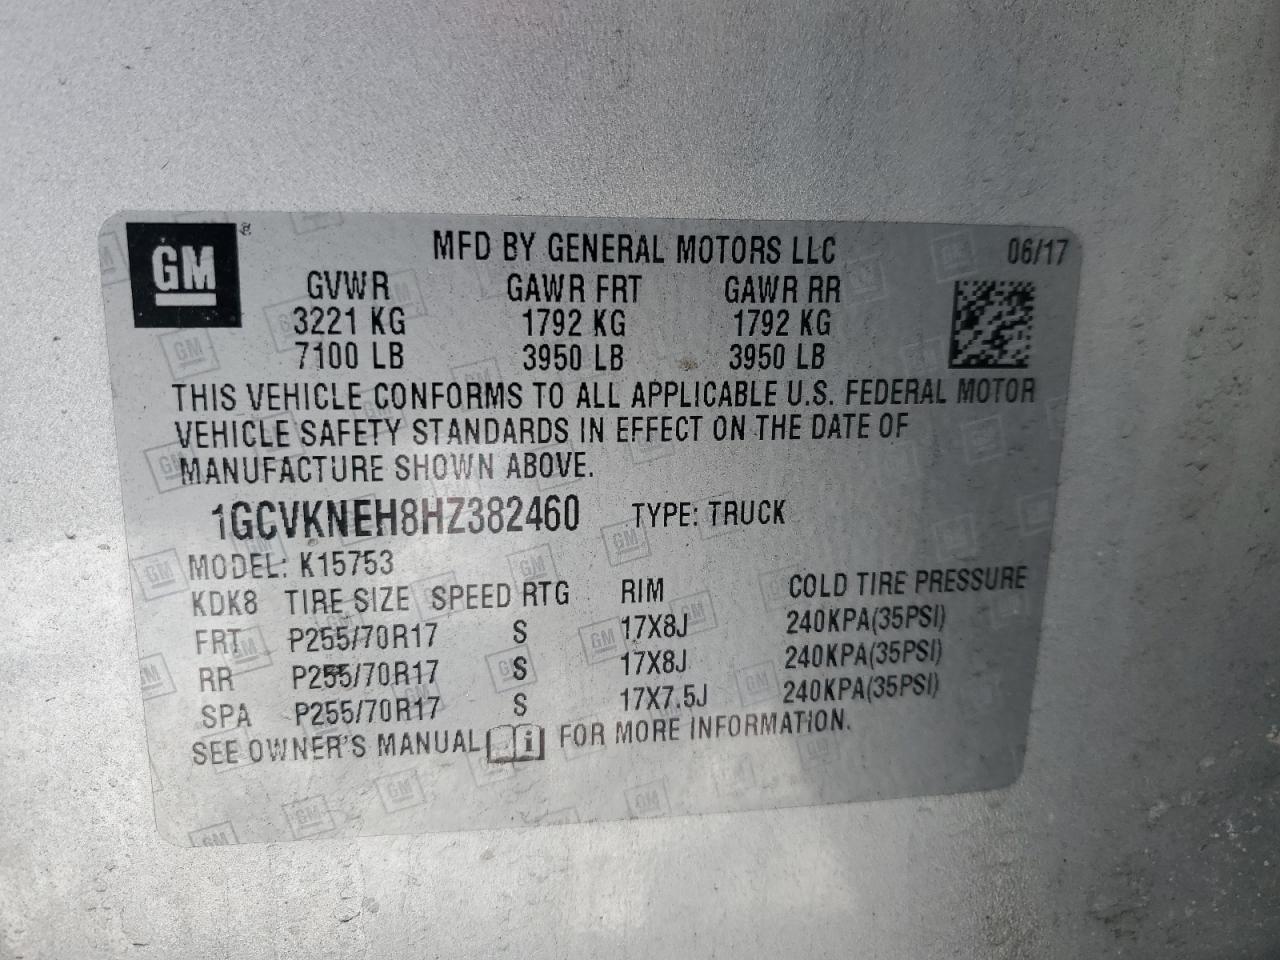 GM ®
MFD BY GENERAL MOTORS LLC 06/17
GVWR GAWR FRT GAWR RR
3221 KG 1792 KG 1792 KG
7100 LB 3950 LB 3950 LB
THIS VEHICLE CONFORMS TO ALL APPLICABLE U.S. FEDERAL MOTOR
VEHICLE SAFETY STANDARDS IN EFFECT ON THE DATE OF
MANUFACTURE SHOWN ABOVE.
1GCVKNEH8HZ382460 TYPE: TRUCK
MODEL: K15753
KDK8 TIRE SIZE SPEED RTG RIM COLD TIRE PRESSURE
FRT P255/70R17 S 17X8J 240KPA(35PSI)
RR P255/70R17 S 17X8J 240KPA(35PSI)
SPA P255/70R17 S 17X7.5J 240KPA(35PSI)
SEE OWNER'S MANUAL i FOR MORE INFORMATION.